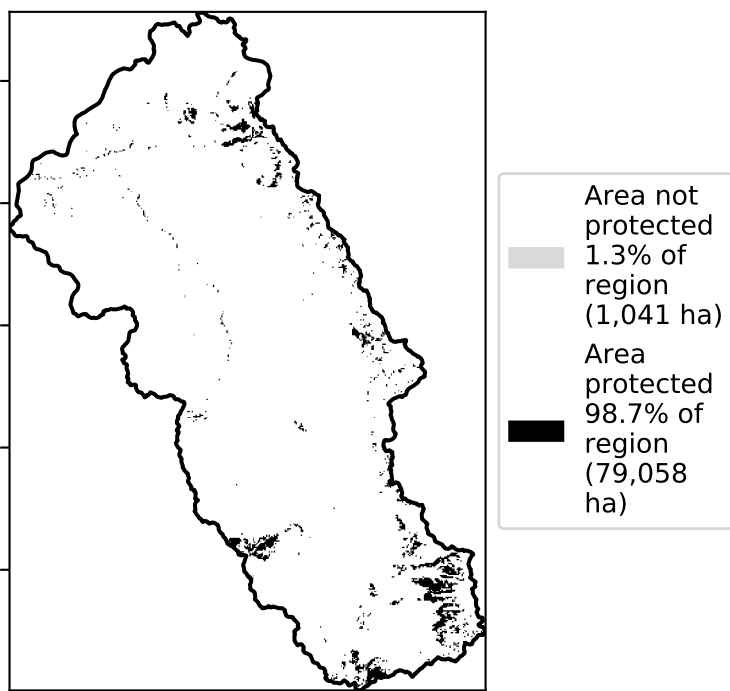 Area not
protected
1.3% of
region
(1,041 ha)
Area
protected
98.7% of
region
(79,058
ha)